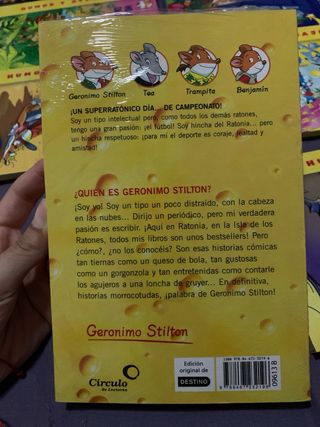 Geronimo Stilton
Tea
Trampita
Benjamín
¡UN SUPERRATÓNICO DÍA... DE CAMPEONATO!
Soy un tipo intelectual pero, como todos los demás ratones,
tengo una gran pasión: ¡el fútbol! Soy hincha del Ratonia... pero
un hincha respetuoso: ¡para mí el deporte es coraje, lealtad y
amistad!
¿QUIÉN ES GERONIMO STILTON?
¡Soy yo! Soy un tipo un poco distraído, con la cabeza
en las nubes... Dirijo un periódico, pero mi verdadera
pasión es escribir. ¡Aquí en Ratonia, en la Isla de los
Ratones, todos mis libros son unos bestsellers! Pero
¿cómo?, ¿no los conocéis? Son esas historias cómicas
tan tiernas como un queso de bola, tan gustosas
como un gorgonzola y tan entretenidas como contarle
los agujeros a una loncha de gruyer... En definitiva,
historias morrocotudas, ¡palabra de Geronimo Stilton!
Geronimo Stilton
Círculo
de Lectores
Edición
original de
DESTINO
09613 B